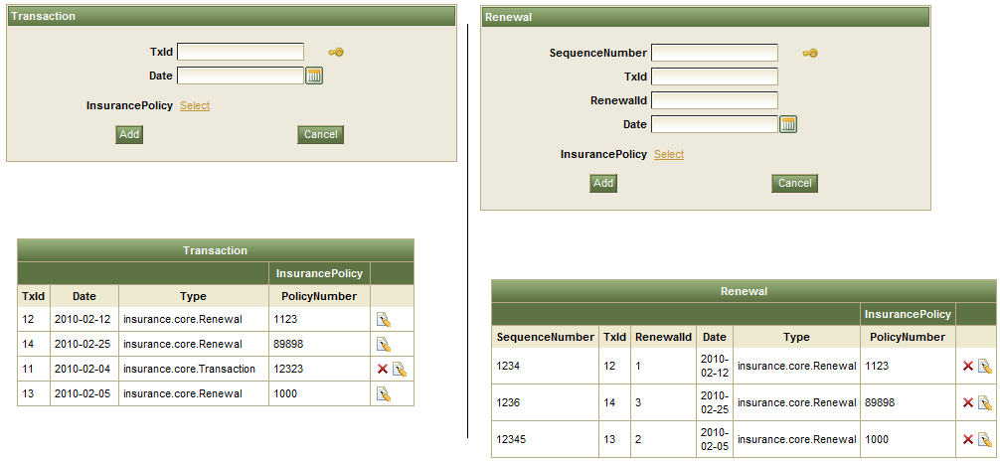 Transaction
TxId
Date
InsurancePolicy Select
Add Cancel
Transaction
InsurancePolicy
TxId Date Type PolicyNumber
12 2010-02-12 insurance.core.Renewal 1123
14 2010-02-25 insurance.core.Renewal 89898
11 2010-02-04 insurance.core.Transaction 12323
13 2010-02-05 insurance.core.Renewal 1000
Renewal
SequenceNumber
TxId
RenewalId
Date
InsurancePolicy Select
Add Cancel
Renewal
InsurancePolicy
SequenceNumber TxId RenewalId Date Type PolicyNumber
1234 12 1 2010-02-12 insurance.core.Renewal 1123
1236 14 3 2010-02-25 insurance.core.Renewal 89898
12345 13 2 2010-02-05 insurance.core.Renewal 1000